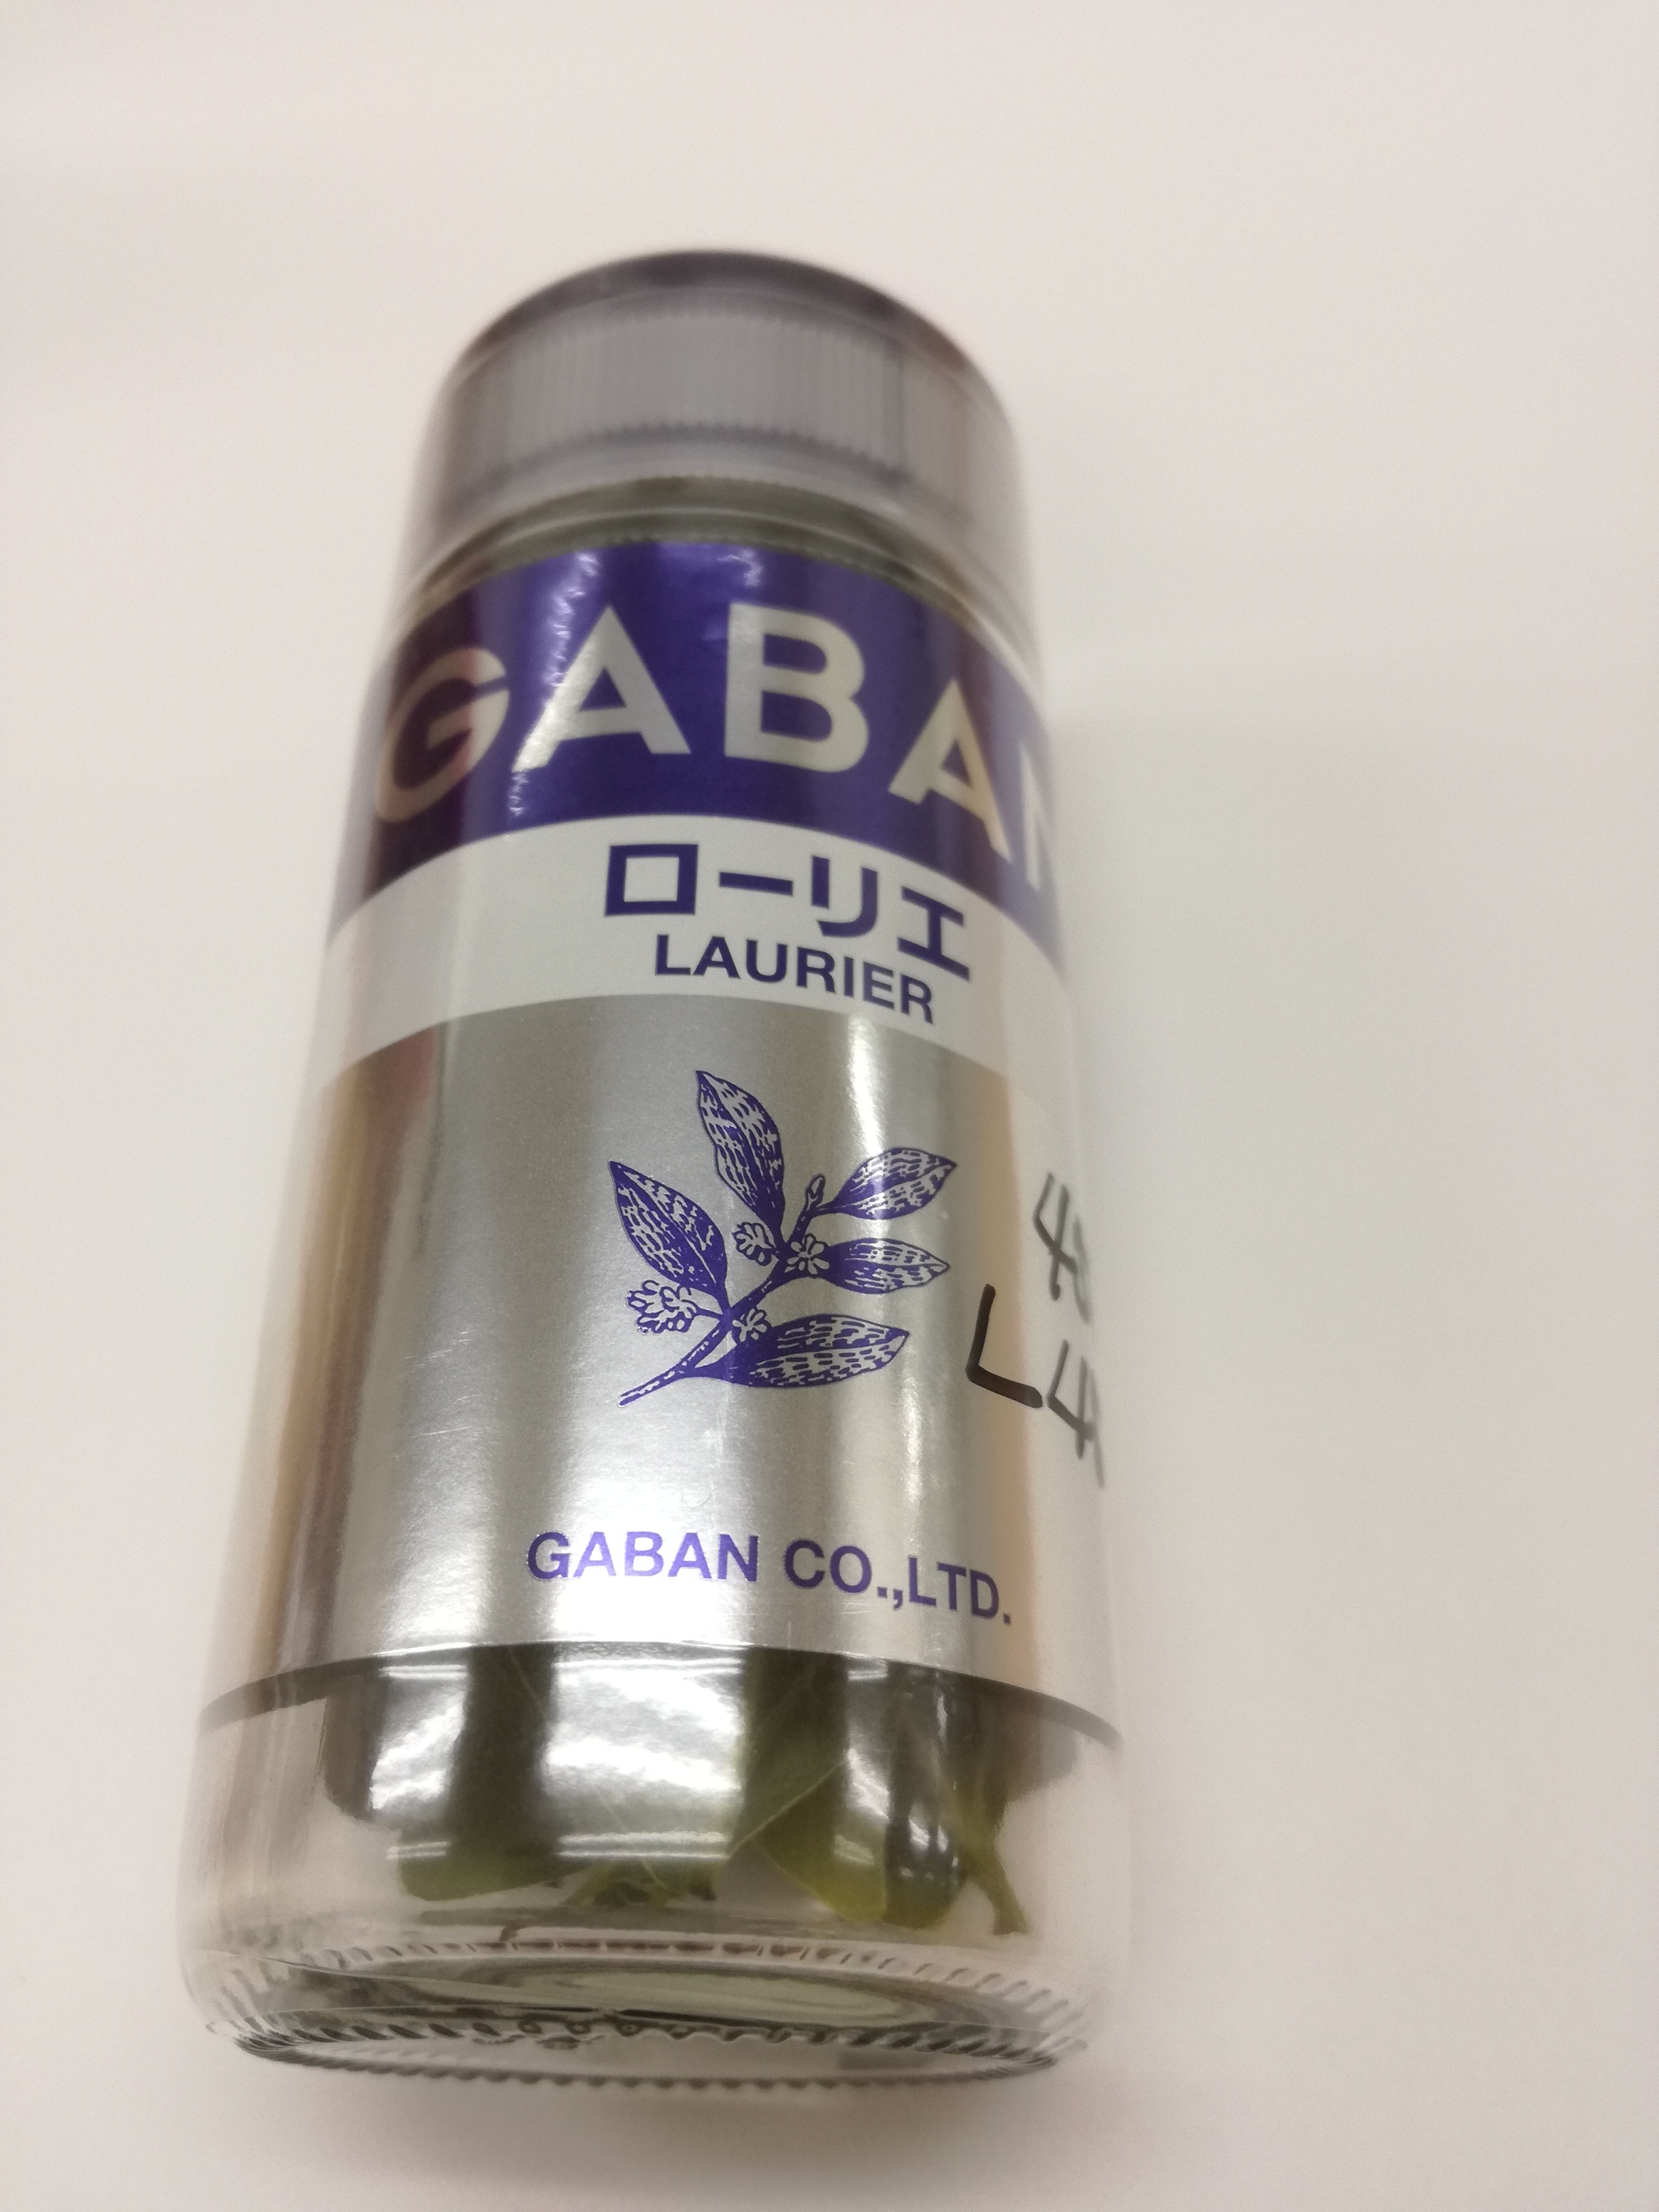 GABAN
ローリエ
LAURIER
GABAN CO.,LTD.